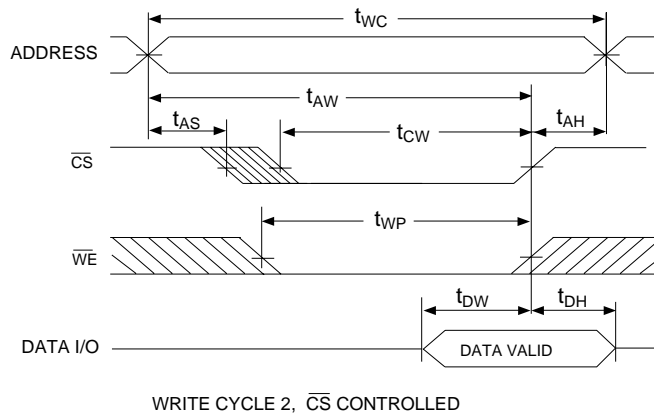 tWC
ADDRESS
tAW
tAS
tCW
tAH
CS
tWP
WE
tDW
tDH
DATA I/O
DATA VALID
WRITE CYCLE 2, CS CONTROLLED